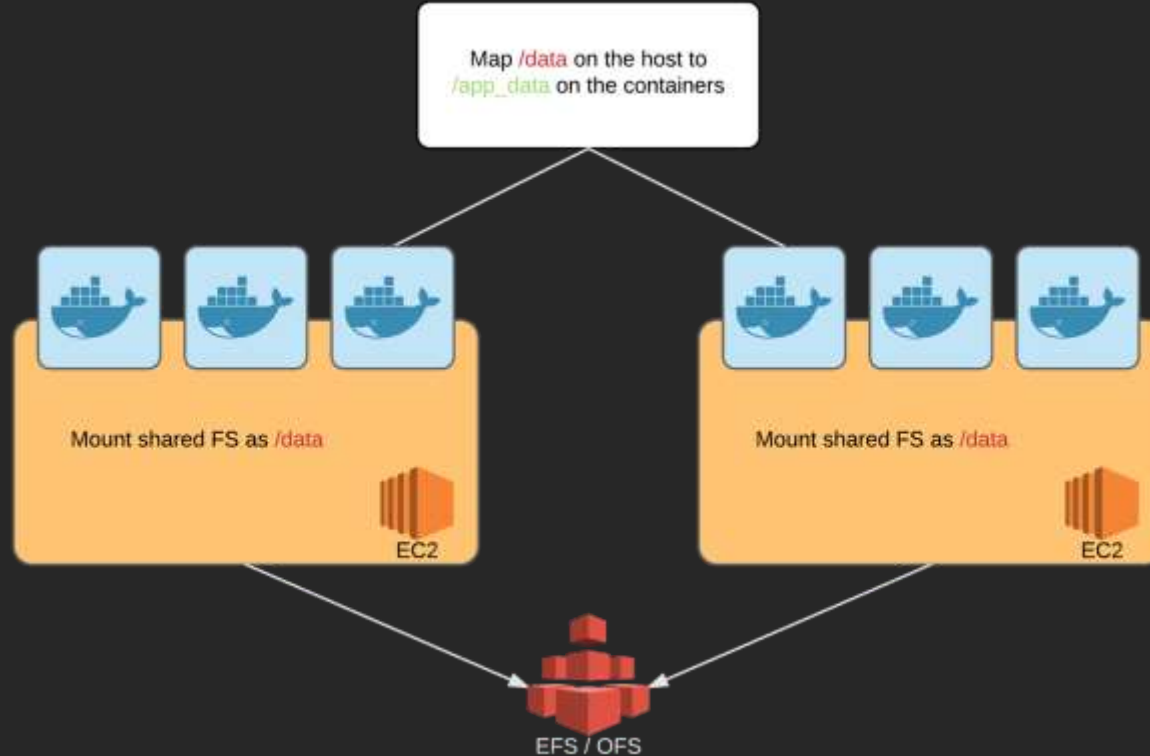 Map /data on the host to
/app_data on the containers
Mount shared FS as /data
EC2
Mount shared FS as /data
EC2
EFS / OFS